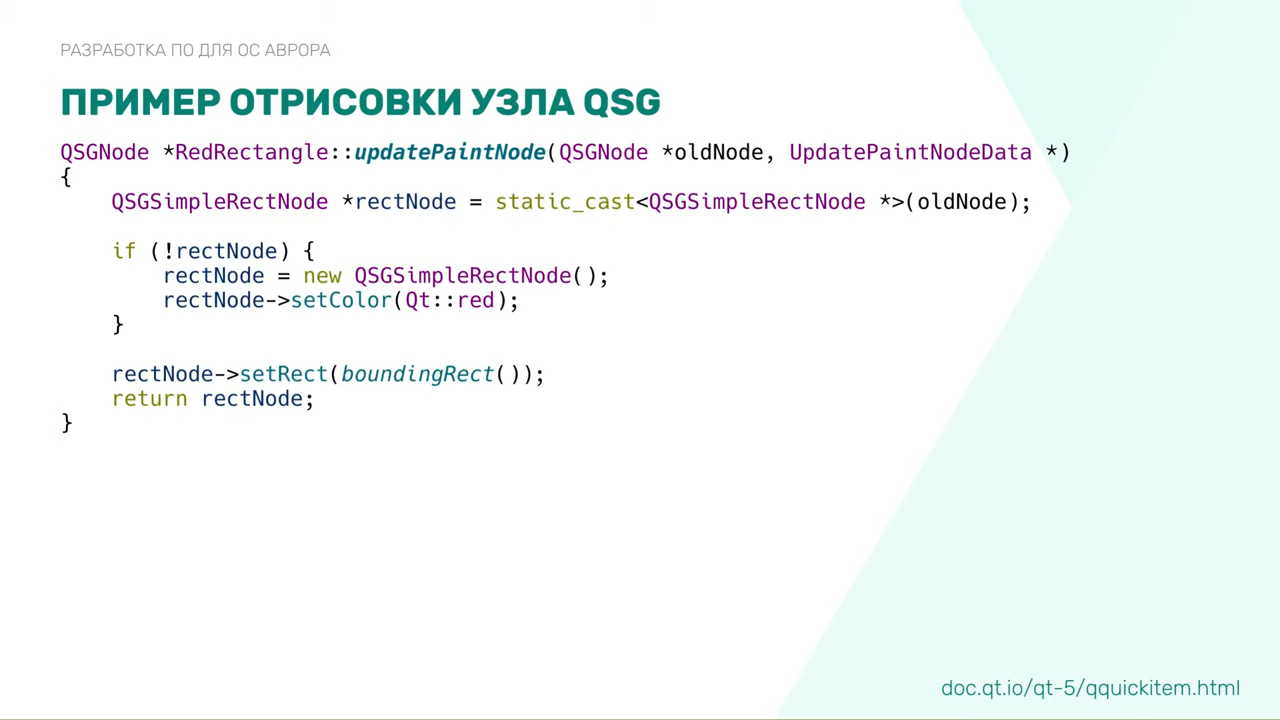 РАЗРАБОТКА ПО ДЛЯ ОС АВРОРА
ПРИМЕР ОТРИСОВКИ УЗЛА QSG
QSGNode *RedRectangle::updatePaintNode(QSGNode *oldNode, UpdatePaintNodeData *)
{
    QSGSimpleRectNode *rectNode = static_cast<QSGSimpleRectNode *>(oldNode);
    if (!rectNode) {
        rectNode = new QSGSimpleRectNode();
        rectNode->setColor(Qt::red);
    }
    rectNode->setRect(boundingRect());
    return rectNode;
}
doc.qt.io/qt-5/qquickitem.html